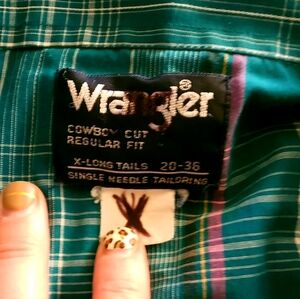 Wrangler®
COWBOY CUT
REGULAR FIT
X-LONG TAILS 20-36
SINGLE NEEDLE TAILORING